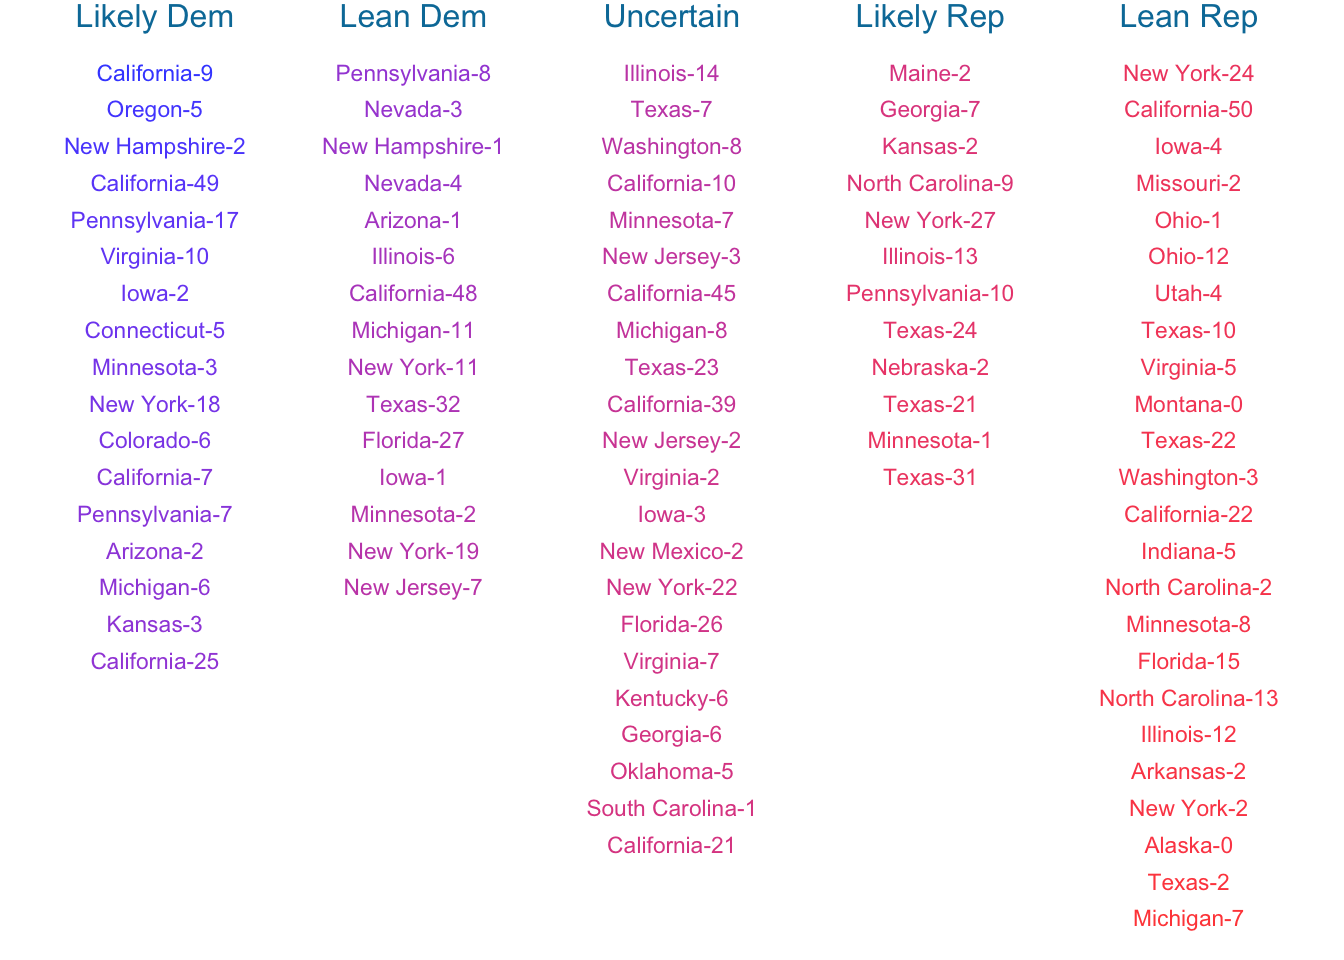 Likely Dem
California-9
Oregon-5
New Hampshire-2
California-49
Pennsylvania-17
Virginia-10
Iowa-2
Connecticut-5
Minnesota-3
New York-18
Colorado-6
California-7
Pennsylvania-7
Arizona-2
Michigan-6
Kansas-3
California-25
Lean Dem
Pennsylvania-8
Nevada-3
New Hampshire-1
Nevada-4
Arizona-1
Illinois-6
California-48
Michigan-11
New York-11
Texas-32
Florida-27
Iowa-1
Minnesota-2
New York-19
New Jersey-7
Uncertain
Illinois-14
Texas-7
Washington-8
California-10
Minnesota-7
New Jersey-3
California-45
Michigan-8
Texas-23
California-39
New Jersey-2
Virginia-2
Iowa-3
New Mexico-2
New York-22
Florida-26
Virginia-7
Kentucky-6
Georgia-6
Oklahoma-5
South Carolina-1
California-21
Likely Rep
Maine-2
Georgia-7
Kansas-2
North Carolina-9
New York-27
Illinois-13
Pennsylvania-10
Texas-24
Nebraska-2
Texas-21
Minnesota-1
Texas-31
Lean Rep
New York-24
California-50
Iowa-4
Missouri-2
Ohio-1
Ohio-12
Utah-4
Texas-10
Virginia-5
Montana-0
Texas-22
Washington-3
California-22
Indiana-5
North Carolina-2
Minnesota-8
Florida-15
North Carolina-13
Illinois-12
Arkansas-2
New York-2
Alaska-0
Texas-2
Michigan-7